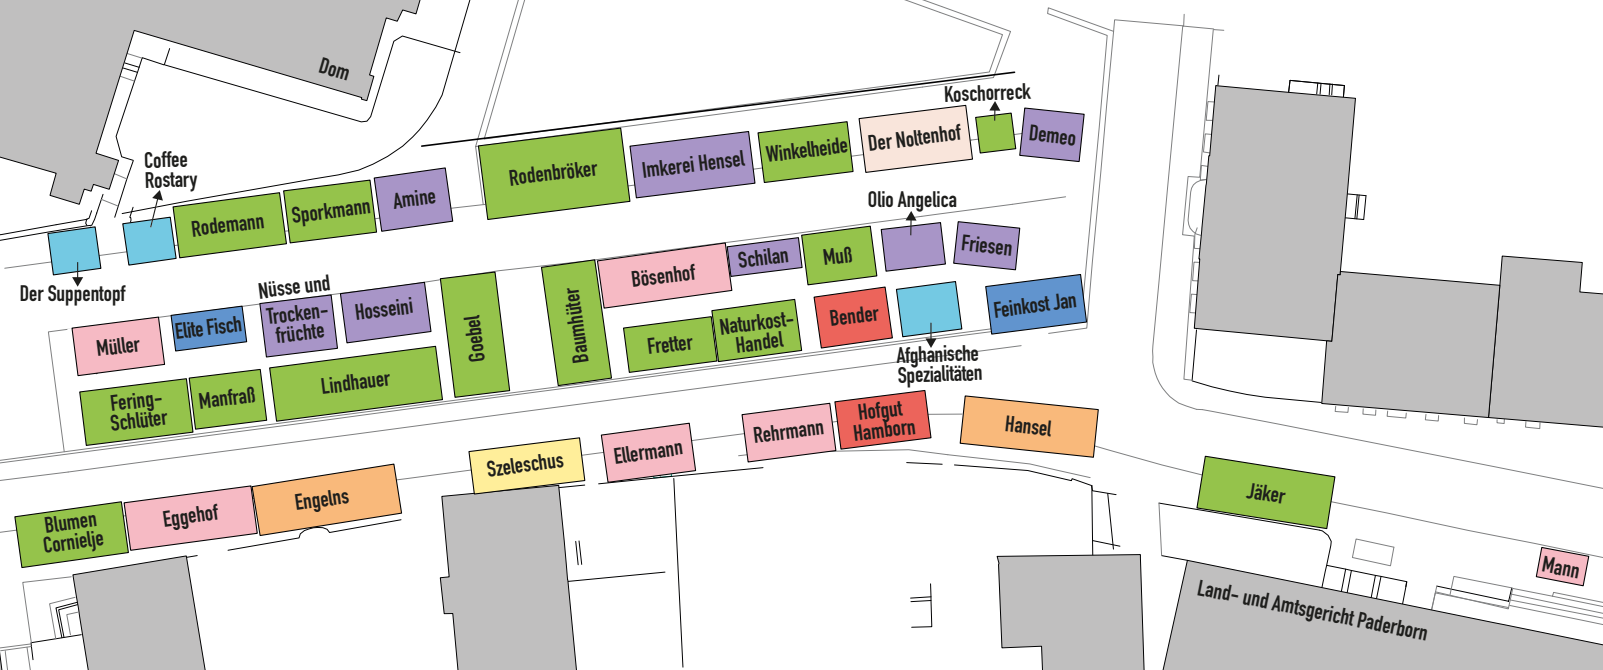 Dom
Koschorreck
Coffee
Rostary
Rodenbröker
Imkerei Hensel
Winkelheide
Der Noltenhof
Demeo
Rodemann
Sporkmann
Amine
Olio Angelica
Der Suppentopf
Bösenhof
Schilan
Muß
Friesen
Nüsse und
Trocken-
früchte
Müller
Elite Fisch
Hosseini
Goebel
Baumhüter
Fretter
Naturkost-
Handel
Bender
Feinkost Jan
Afghanische
Spezialitäten
Fering-
Schlüter
Manfraß
Lindhauer
Rehrmann
Hofgut
Hamborn
Hansel
Szeleschus
Ellermann
Blumen
Cornielje
Eggehof
Engelns
Jäker
Mann
Land- und Amtsgericht Paderborn